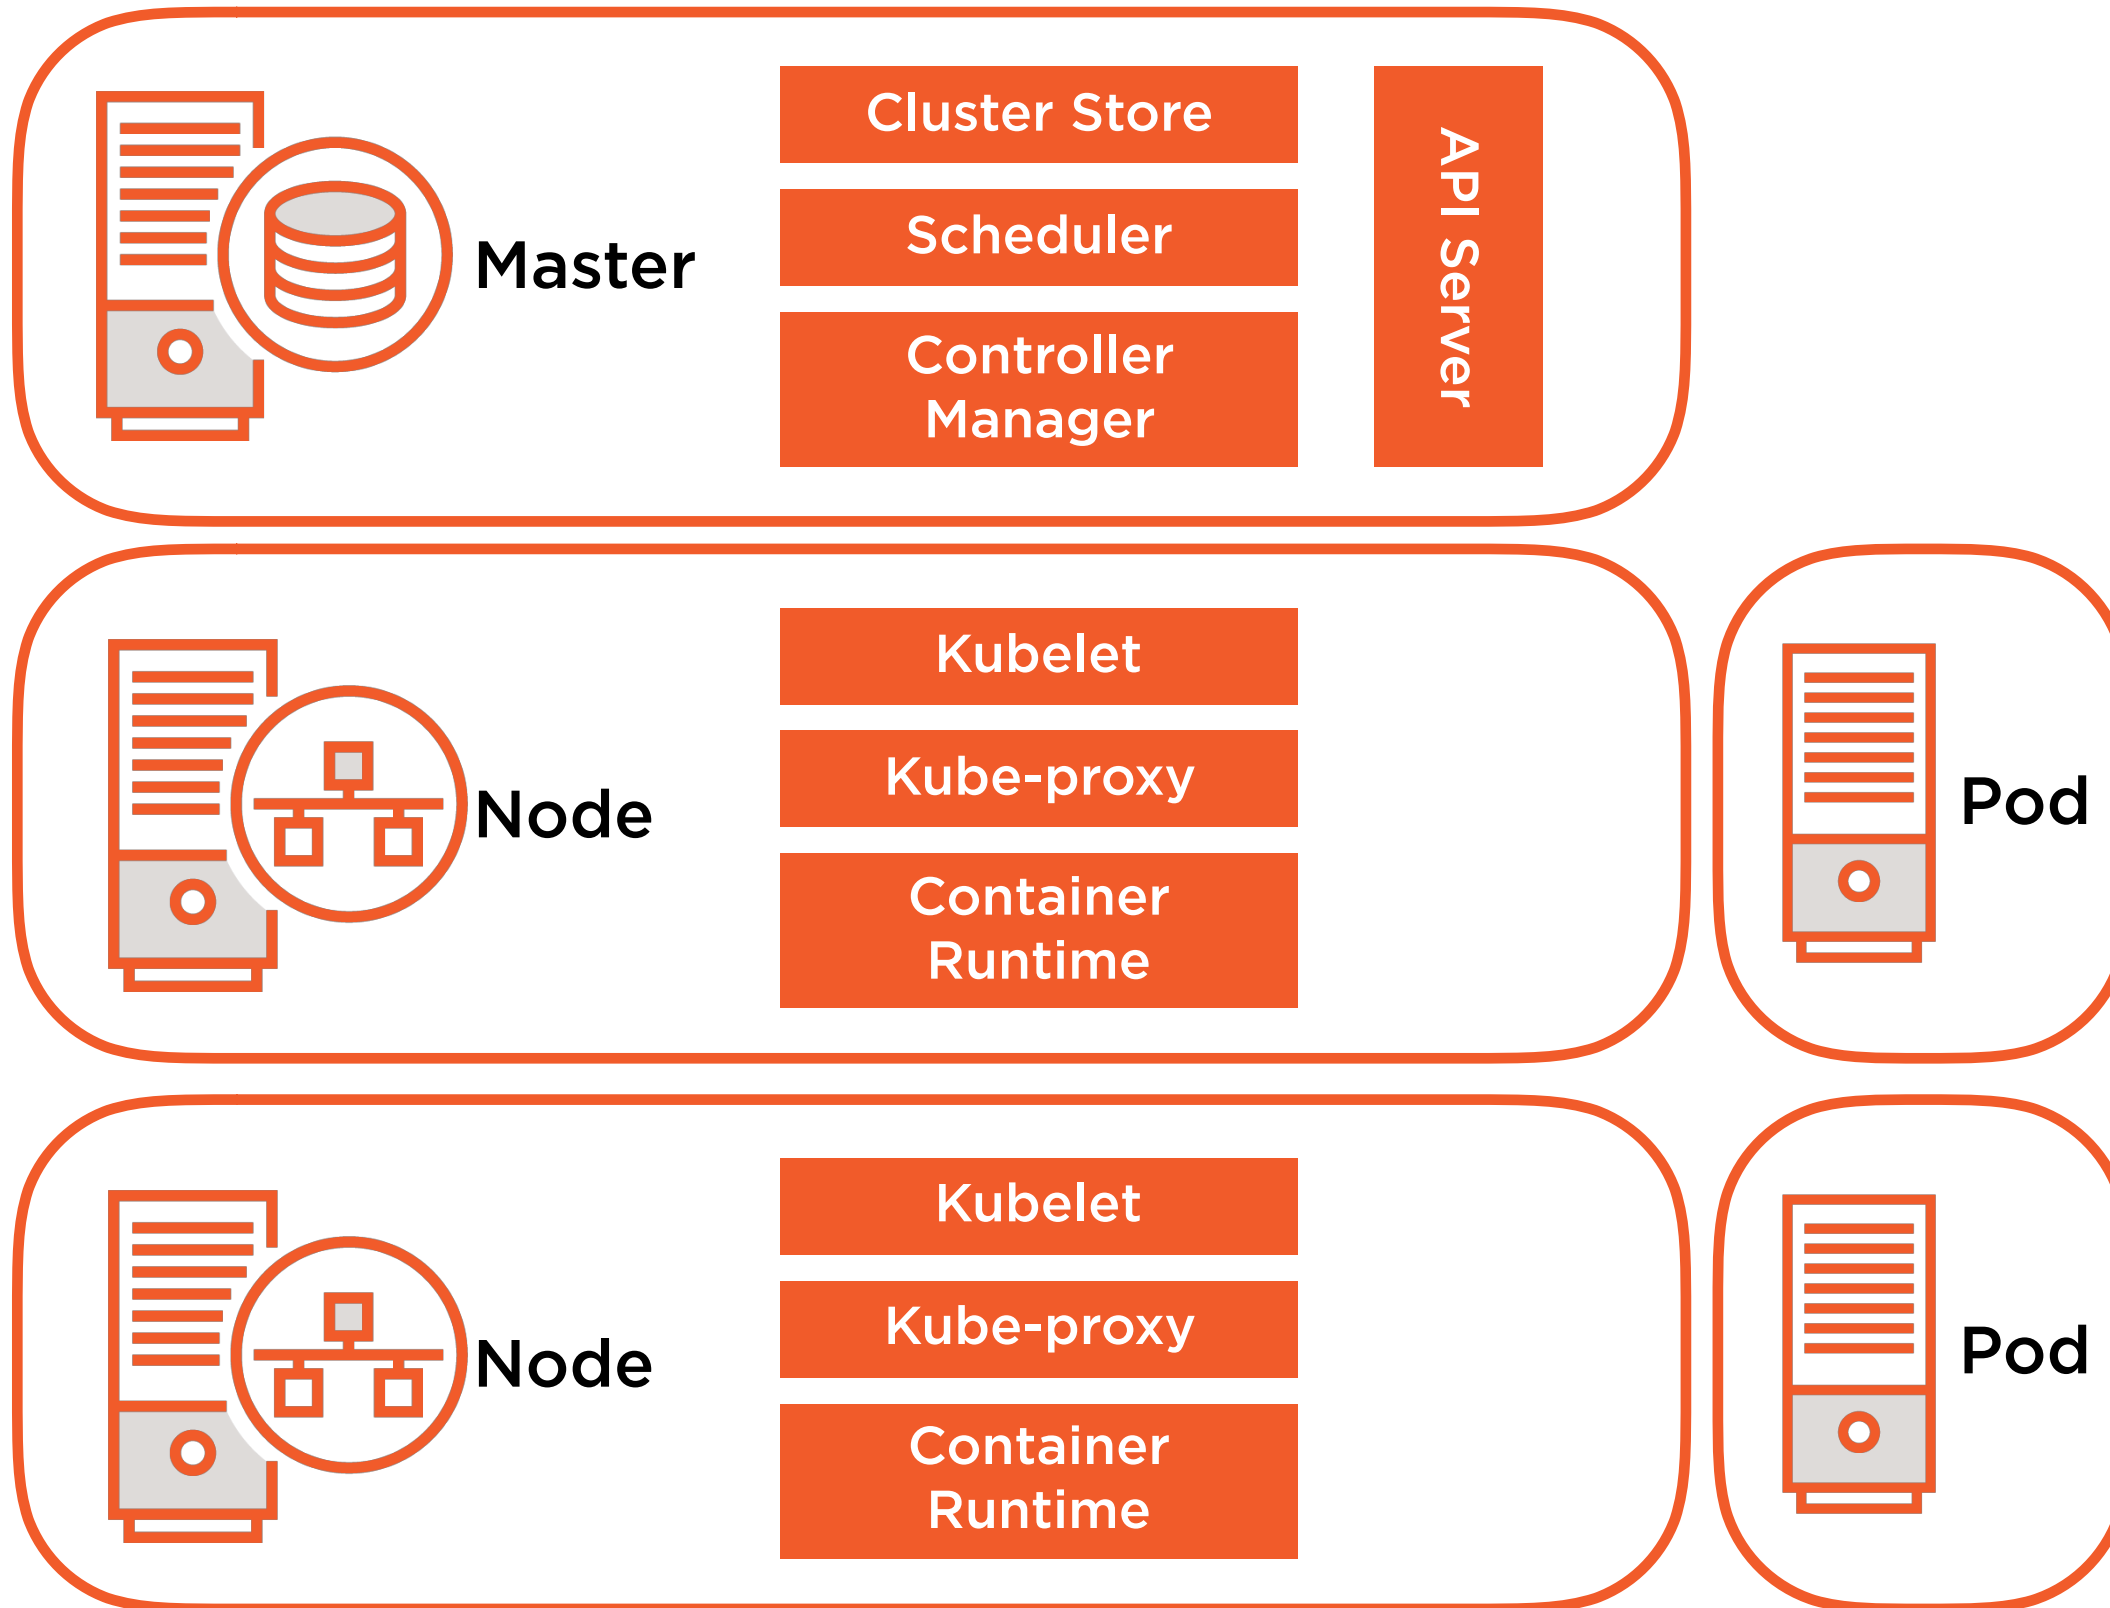 Master
Cluster Store
Scheduler
Controller
Manager
API Server
Node
Kubelet
Kube-proxy
Container
Runtime
Pod
Node
Kubelet
Kube-proxy
Container
Runtime
Pod